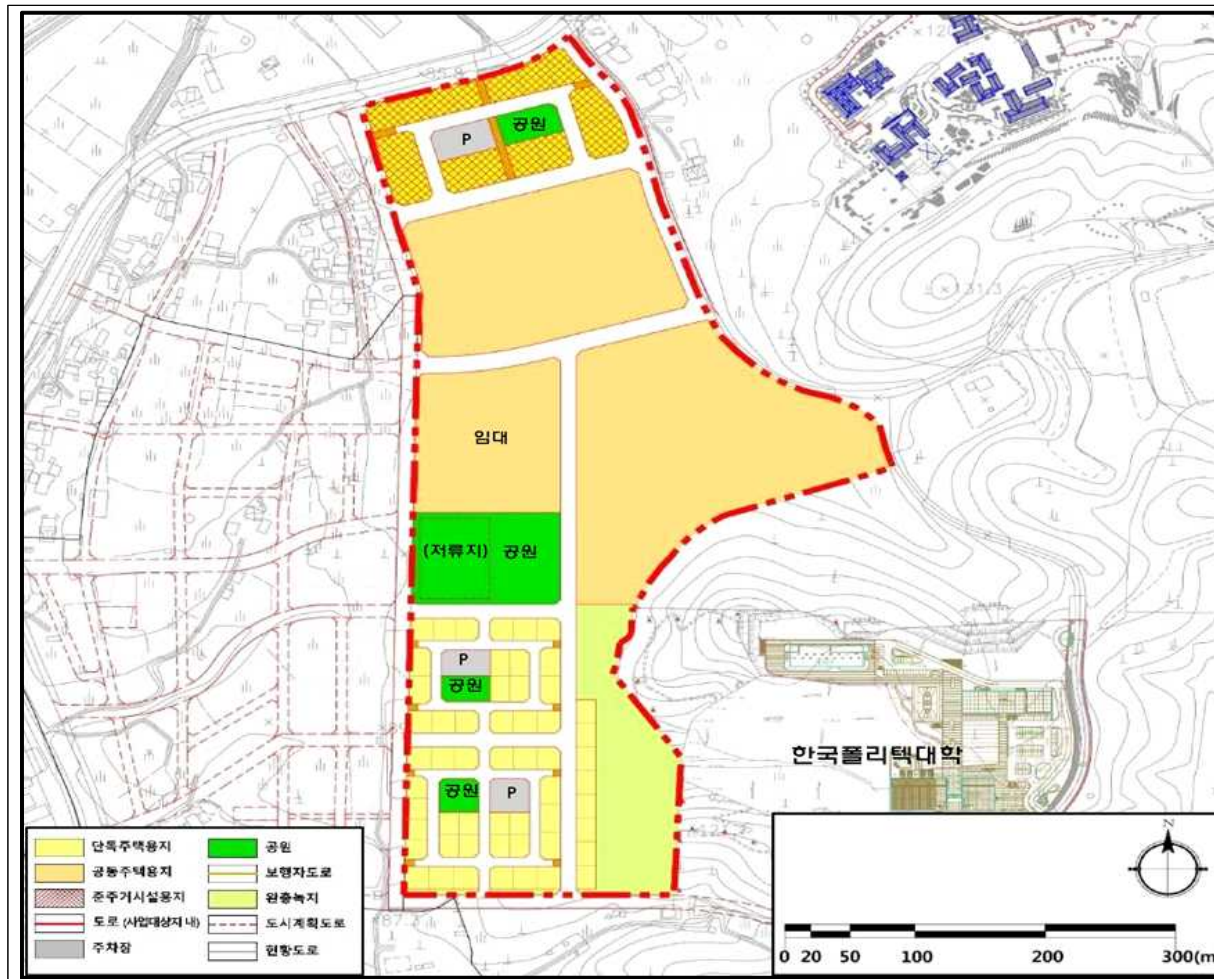 공원
P
임대
(저류지) 공원
P
공원
공원 P
한국폴리텍대학
×131.3
단독주택용지 공원
공동주택용지 보행자도로
준주거시설용지 완충녹지
도로 (사업대상지 내) 도시계획도로
주차장 현황도로
N
0 20 50 100 200 300(m